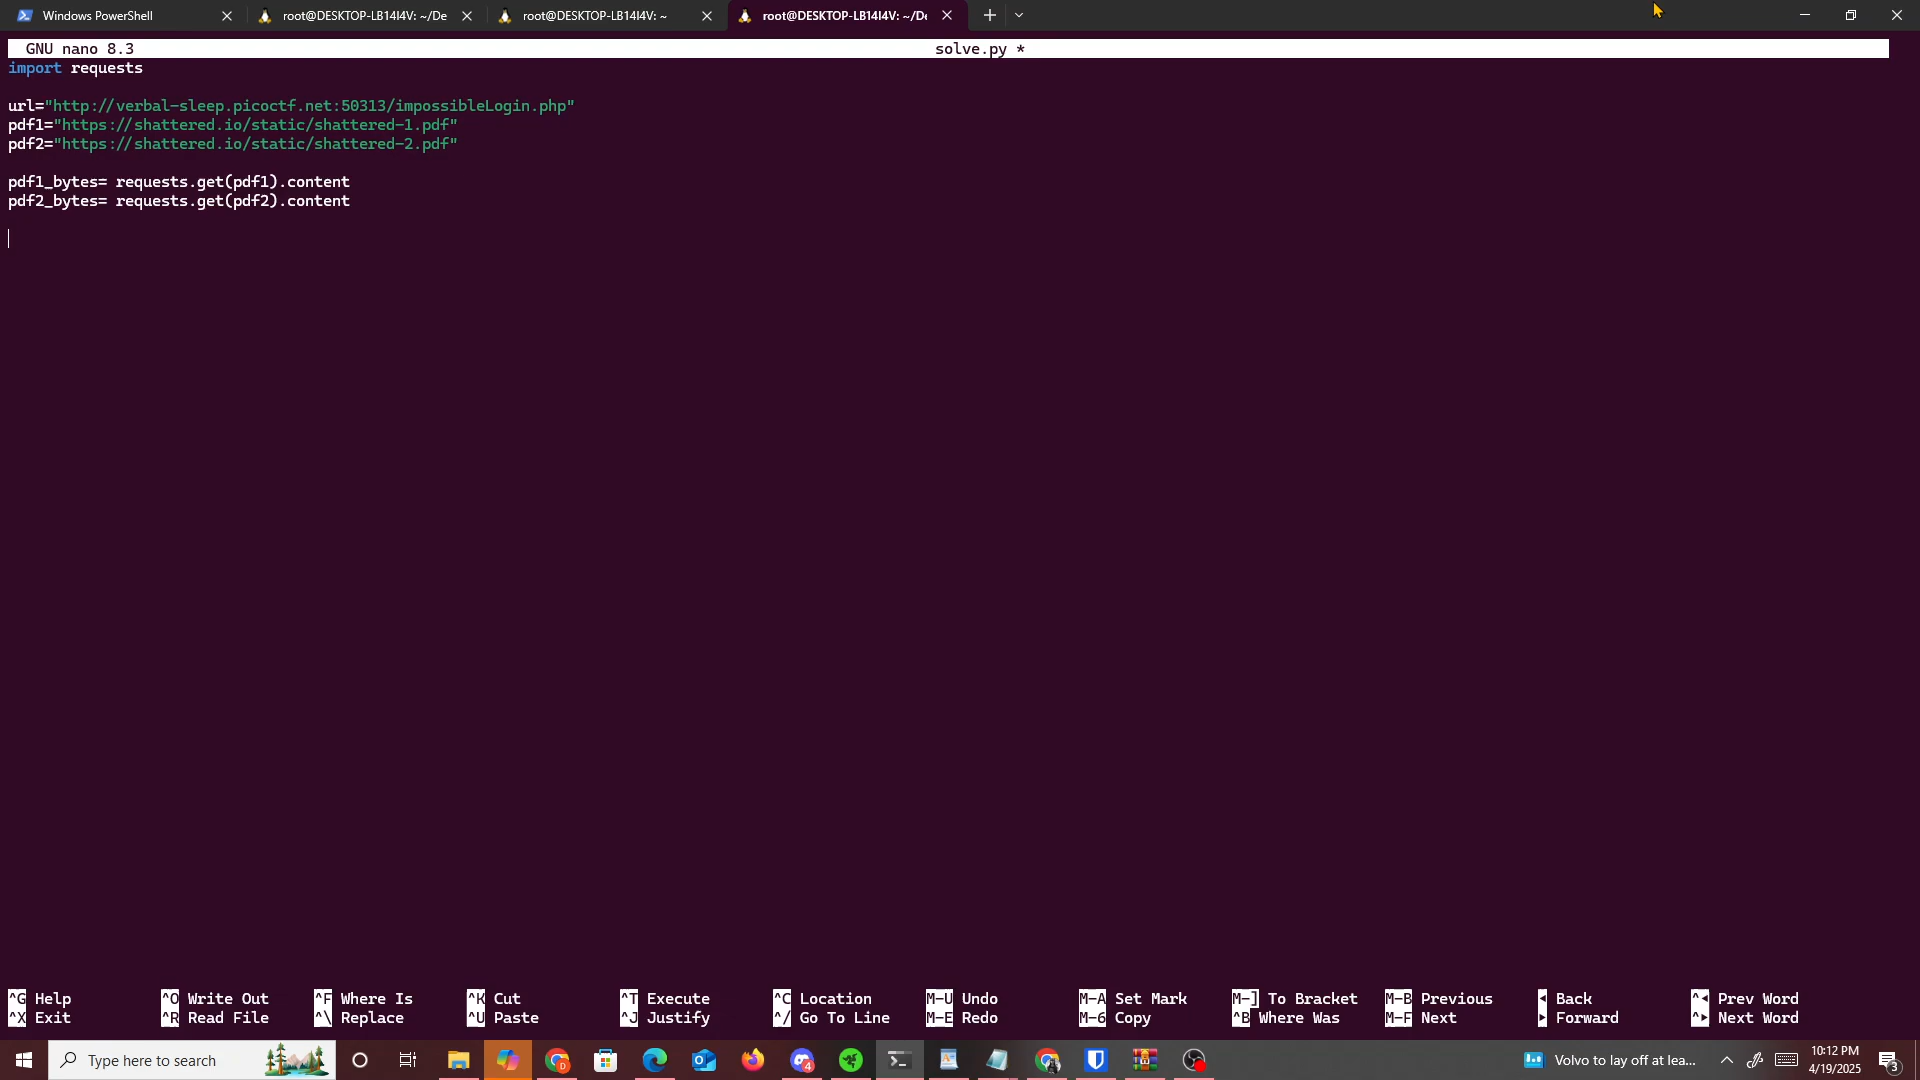 Windows PowerShell
root@DESKTOP-LB14I4V: ~/De
root@DESKTOP-LB14I4V: ~
root@DESKTOP-LB14I4V: ~/De
GNU nano 8.3
solve.py *
import requests
url="http://verbal-sleep.picoctf.net:50313/impossibleLogin.php"
pdf1="https://shattered.io/static/shattered-1.pdf"
pdf2="https://shattered.io/static/shattered-2.pdf"
pdf1_bytes= requests.get(pdf1).content
pdf2_bytes= requests.get(pdf2).content
^G Help ^O Write Out ^F Where Is ^K Cut ^T Execute ^C Location M-U Undo M-A Set Mark M-] To Bracket M-B Previous ◂ Back ^◂ Prev Word
^X Exit ^R Read File ^\ Replace ^U Paste ^J Justify ^/ Go To Line M-E Redo M-6 Copy ^B Where Was M-F Next ▸ Forward ^▸ Next Word
Type here to search
D
4
Volvo to lay off at lea...
10:12 PM
4/19/2025
3